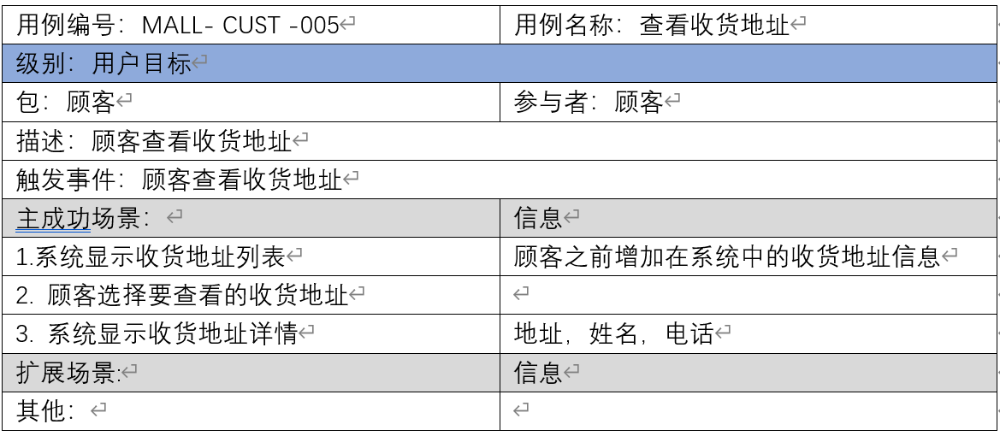 用例编号：MALL- CUST -005
用例名称：查看收货地址
级别：用户目标
包：顾客
参与者：顾客
描述：顾客查看收货地址
触发事件：顾客查看收货地址
主成功场景：
信息
1.系统显示收货地址列表
顾客之前增加在系统中的收货地址信息
2. 顾客选择要查看的收货地址
3. 系统显示收货地址详情
地址，姓名，电话
扩展场景:
信息
其他：